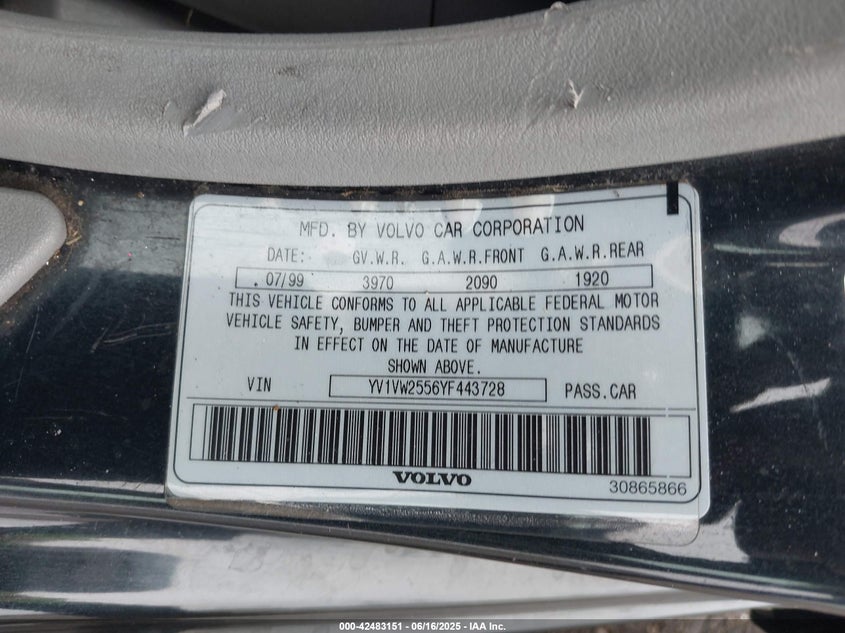 MFD. BY VOLVO CAR CORPORATION
DATE: GV.W.R. G.A.W.R.FRONT G.A.W.R.REAR
.07/99 3970 2090 1920
THIS VEHICLE CONFORMS TO ALL APPLICABLE FEDERAL MOTOR
VEHICLE SAFETY, BUMPER AND THEFT PROTECTION STANDARDS
IN EFFECT ON THE DATE OF MANUFACTURE
SHOWN ABOVE.
VIN YV1VW2556YF443728 PASS.CAR
VOLVO
30865866
000-42483151 - 06/16/2025 - IAA Inc.